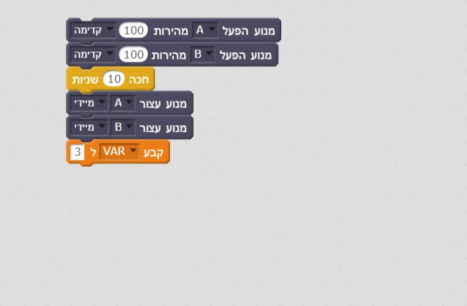 מנוע הפעל A מהירות 100 קדימה
מנוע הפעל B מהירות 100 קדימה
חכה 10 שניות
מנוע עצור A מיידי
מנוע עצור B מיידי
קבע VAR ל 3